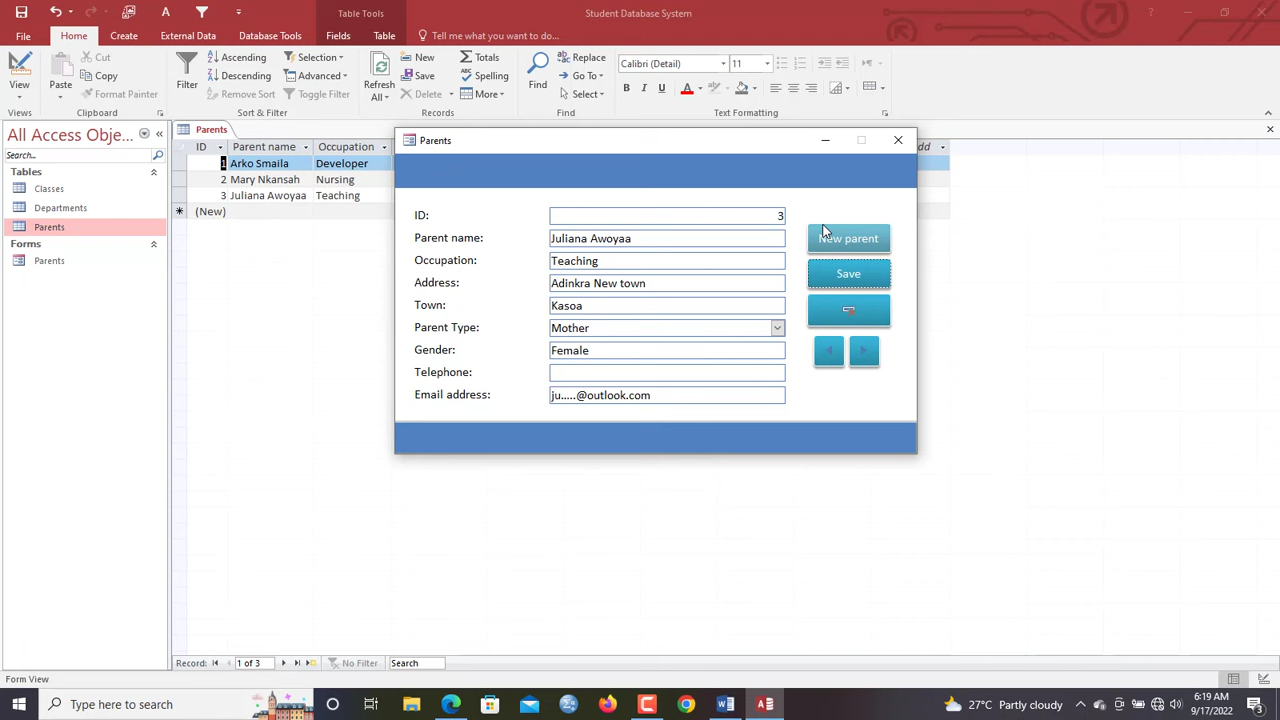 Table Tools
Student Database System
File Home Create External Data Database Tools Fields Table Tell me what you want to do...
View
Views
Paste
Cut
Copy
Format Painter
Clipboard
Filter
Ascending
Descending
Remove Sort
Selection
Advanced
Toggle Filter
Sort & Filter
Refresh
All
New
Save
Delete
Totals
Spelling
More
Records
Find
Replace
Go To
Select
Find
Calibri (Detail) 11
B I U A
Text Formatting
All Access Obje...
Search...
Tables
Classes
Departments
Parents
Forms
Parents
Parents
ID Parent name Occupation
1 Arko Smaila Developer
2 Mary Nkansah Nursing
3 Juliana Awoyaa Teaching
(New)
Parents
ID: 3
Parent name: Juliana Awoyaa
Occupation: Teaching
Address: Adinkra New town
Town: Kasoa
Parent Type: Mother
Gender: Female
Telephone:
Email address: ju.....@outlook.com
New parent
Save
Record: 1 of 3 No Filter Search
Form View
Type here to search
27°C Partly cloudy
6:19 AM
9/17/2022
3